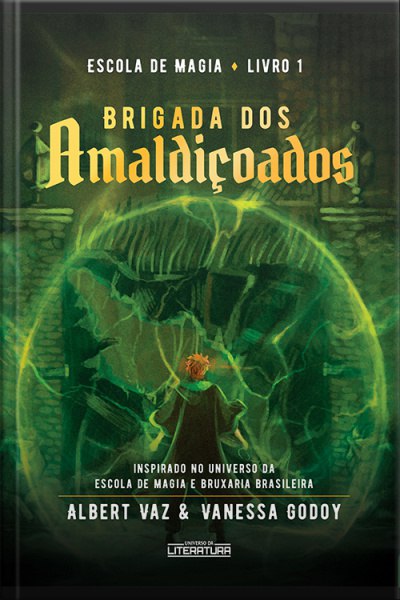 ESCOLA DE MAGIA ♦ LIVRO 1
BRIGADA DOS
Amaldiçoados
INSPIRADO NO UNIVERSO DA
ESCOLA DE MAGIA E BRUXARIA BRASILEIRA
ALBERT VAZ & VANESSA GODOY
UNIVERSO DA
LITERATURA